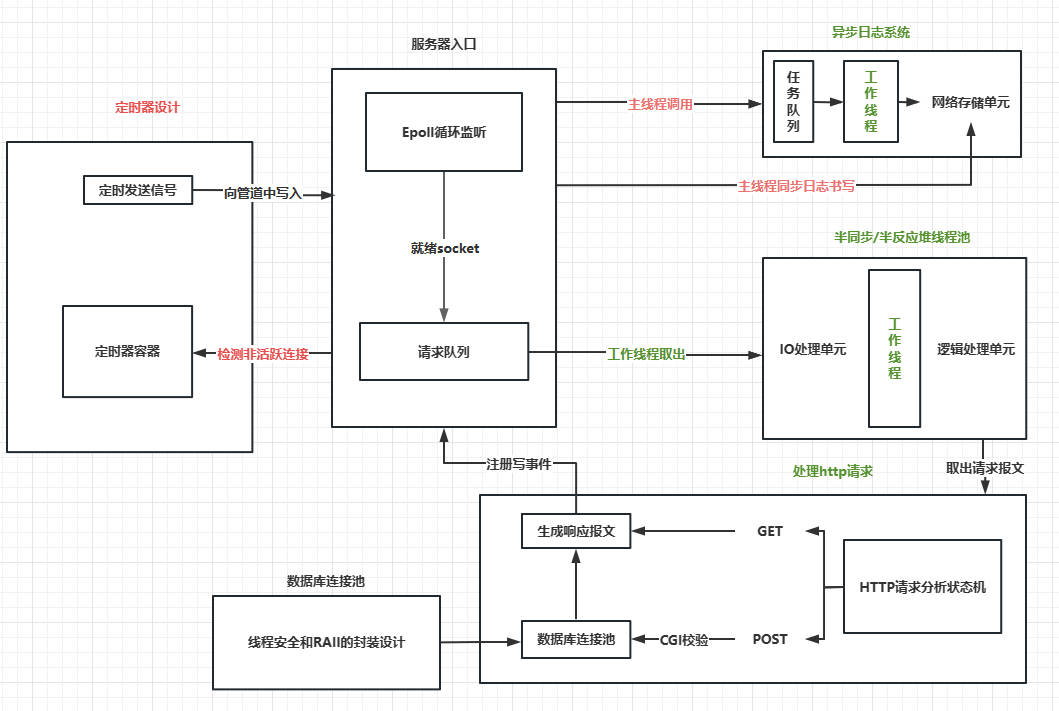 异步日志系统
服务器入口
任务队列
工作线程
网络存储单元
Epoll循环监听
主线程调用
定时器设计
定时发送信号
向管道中写入
主线程同步日志书写
半同步/半反应堆线程池
就绪socket
定时器容器
检测非活跃连接
请求队列
工作线程取出
IO处理单元
工作线程
逻辑处理单元
注册写事件
处理http请求
取出请求报文
生成响应报文
GET
HTTP请求分析状态机
数据库连接池
线程安全和RAII的封装设计
数据库连接池
CGI校验
POST